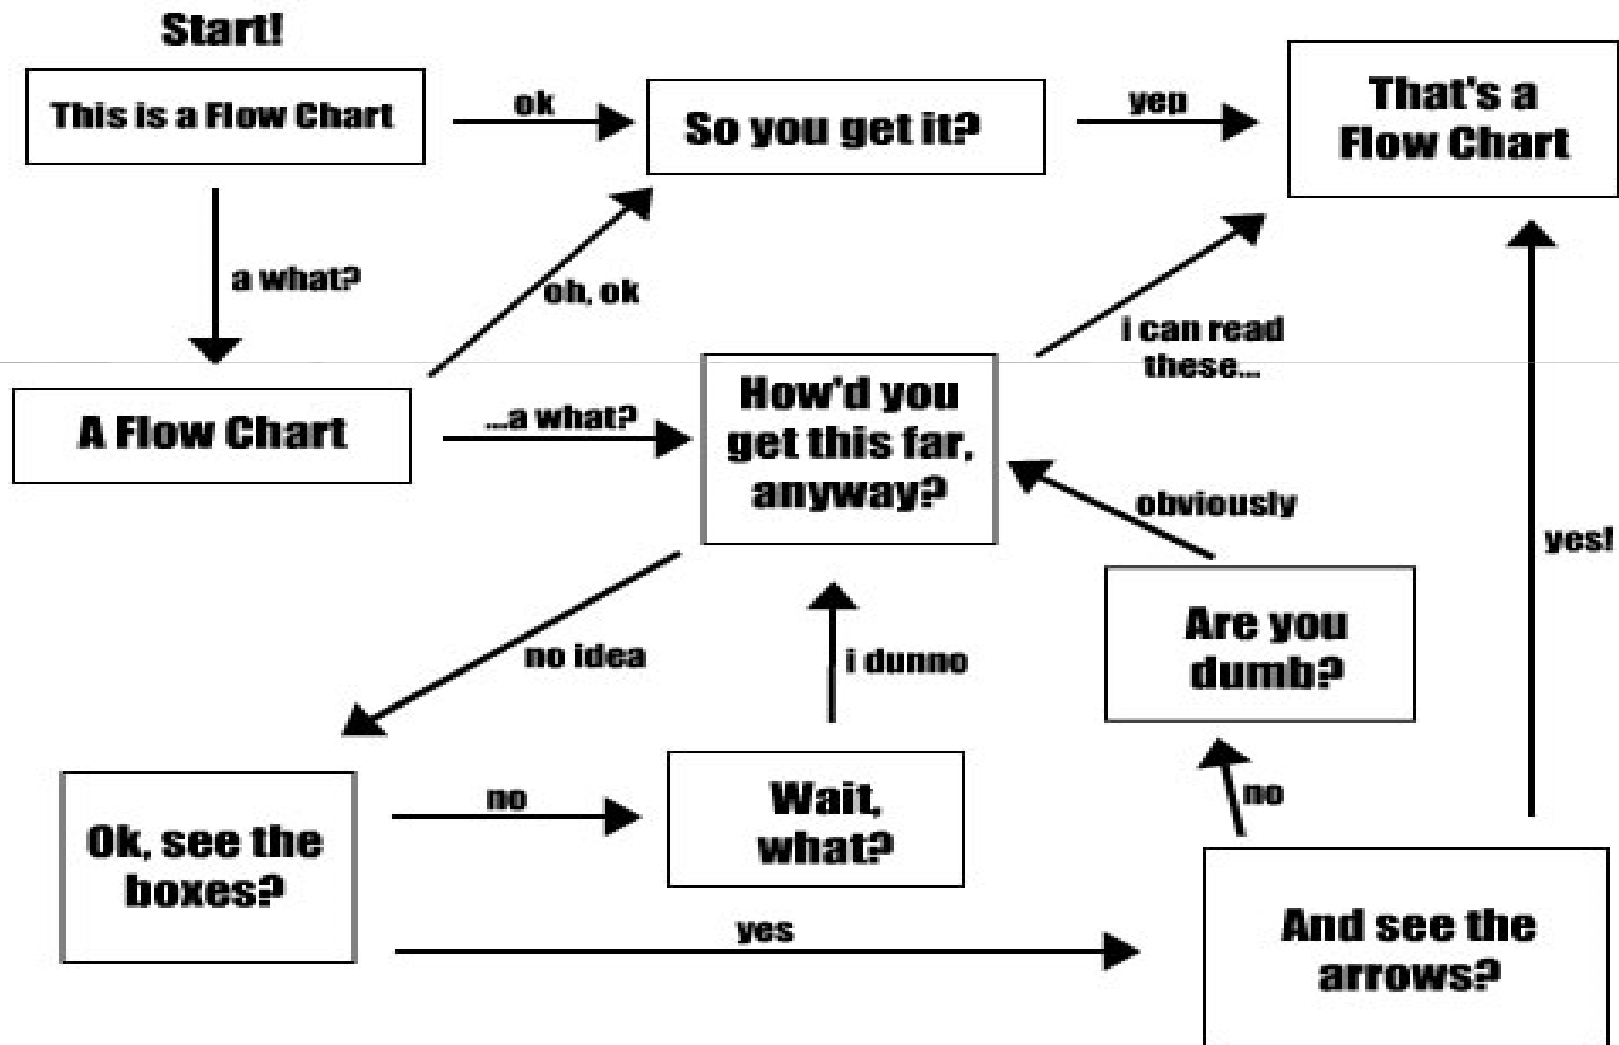 Start!
This is a Flow Chart
ok
So you get it?
yep
That's a
Flow Chart
a what?
oh, ok
i can read
these...
A Flow Chart
...a what?
How'd you
get this far,
anyway?
obviously
yes!
no idea
i dunno
Are you
dumb?
Ok, see the
boxes?
no
Wait,
what?
no
yes
And see the
arrows?